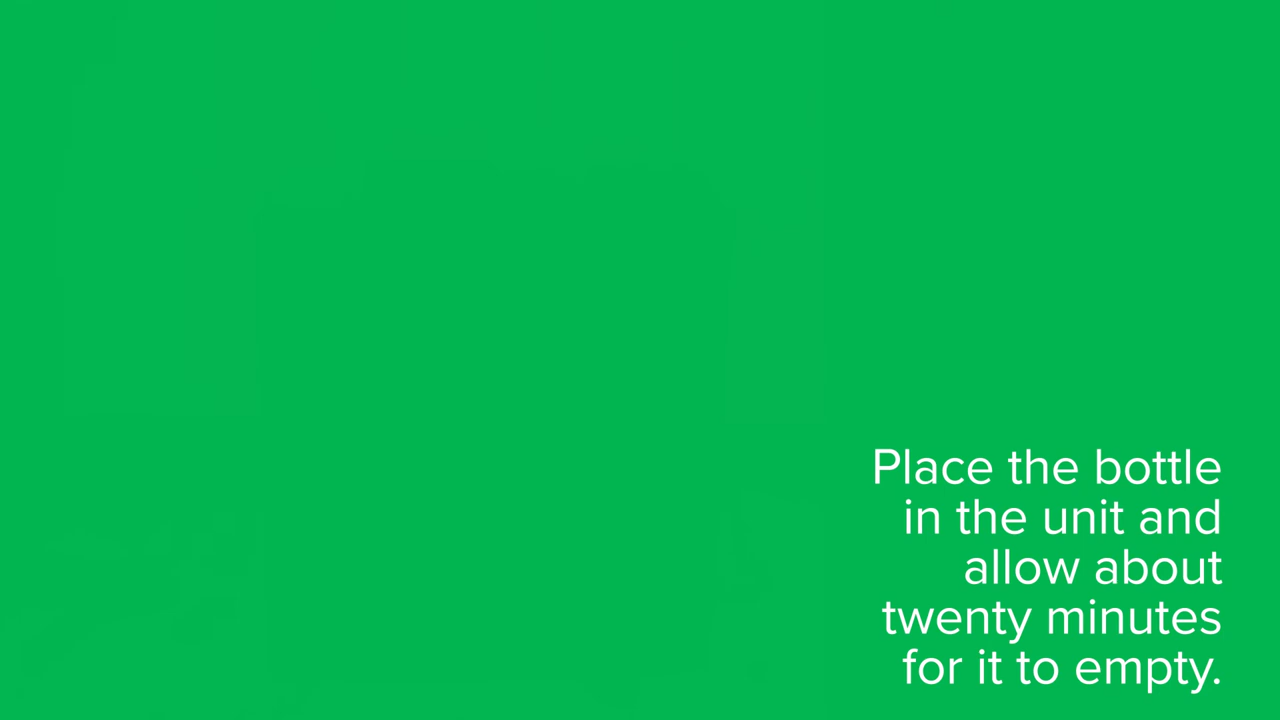 Place the bottle
in the unit and
allow about
twenty minutes
for it to empty.